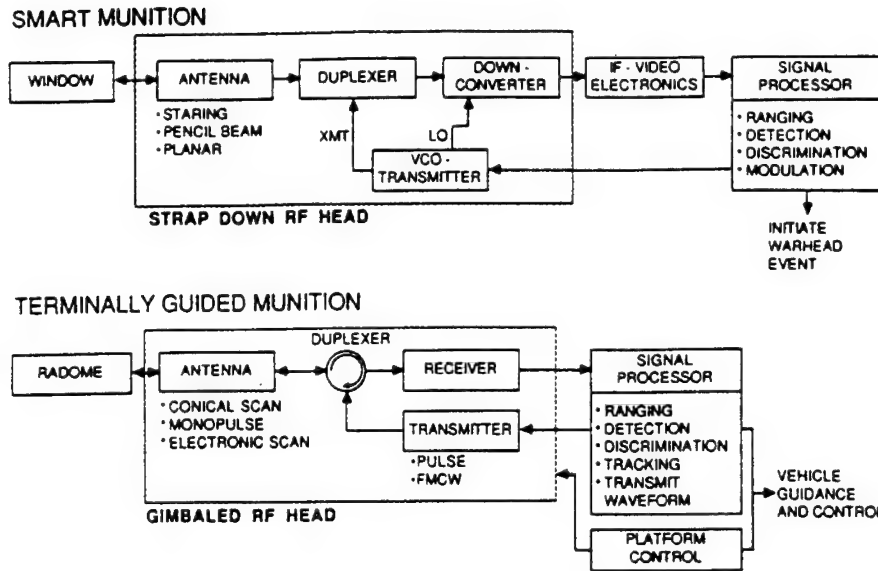 SMART MUNITION
WINDOW
ANTENNA
• STARING
• PENCIL BEAM
• PLANAR
DUPLEXER
DOWN -
CONVERTER
XMT
LO
VCO -
TRANSMITTER
STRAP DOWN RF HEAD
IF - VIDEO
ELECTRONICS
SIGNAL
PROCESSOR
• RANGING
• DETECTION
• DISCRIMINATION
• MODULATION
INITIATE
WARHEAD
EVENT
TERMINALLY GUIDED MUNITION
RADOME
ANTENNA
• CONICAL SCAN
• MONOPULSE
• ELECTRONIC SCAN
DUPLEXER
RECEIVER
TRANSMITTER
• PULSE
• FMCW
GIMBALED RF HEAD
SIGNAL
PROCESSOR
• RANGING
• DETECTION
• DISCRIMINATION
• TRACKING
• TRANSMIT
WAVEFORM
PLATFORM
CONTROL
VEHICLE
GUIDANCE
AND CONTROL